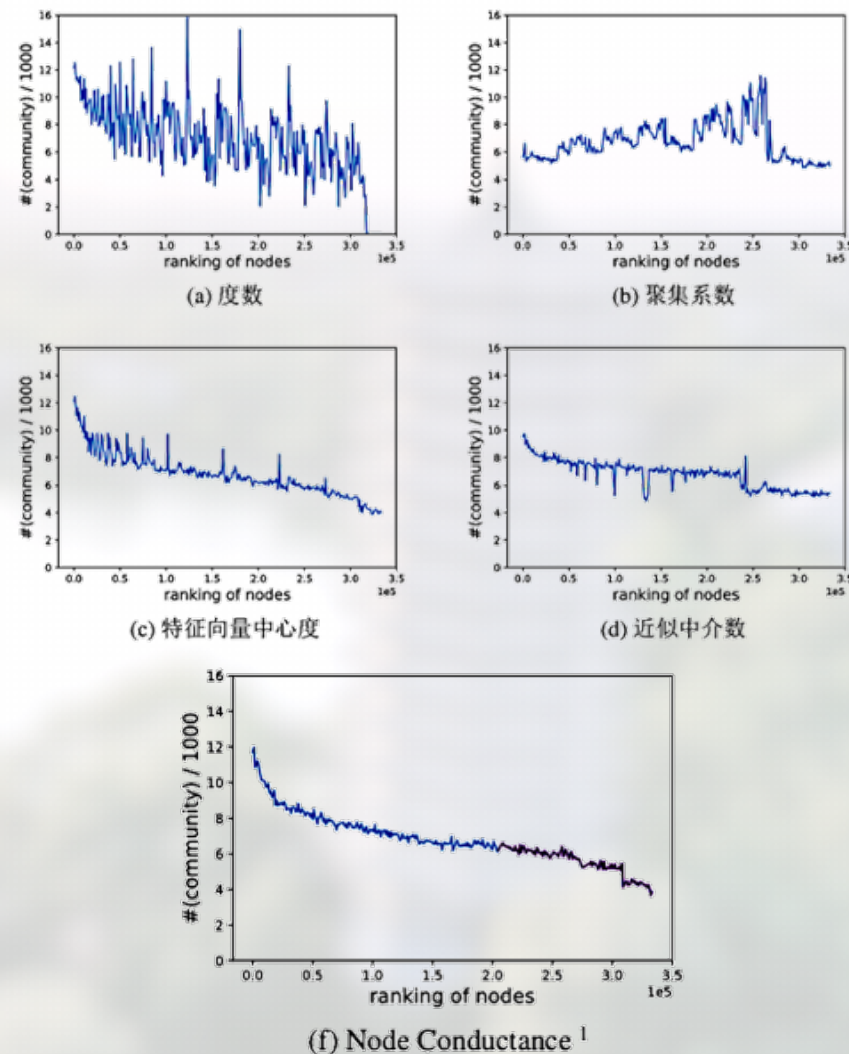 #(community) / 1000
16
14
12
10
8
6
4
2
0
0.0 0.5 1.0 1.5 2.0 2.5 3.0 3.5
1e5
ranking of nodes
(a) 度数
#(community) / 1000
16
14
12
10
8
6
4
2
0
0.0 0.5 1.0 1.5 2.0 2.5 3.0 3.5
1e5
ranking of nodes
(b) 聚集系数
#(community) / 1000
16
14
12
10
8
6
4
2
0
0.0 0.5 1.0 1.5 2.0 2.5 3.0 3.5
1e5
ranking of nodes
(c) 特征向量中心度
#(community) / 1000
16
14
12
10
8
6
4
2
0
0.0 0.5 1.0 1.5 2.0 2.5 3.0 3.5
1e5
ranking of nodes
(d) 近似中介数
#(community) / 1000
16
14
12
10
8
6
4
2
0
0.0 0.5 1.0 1.5 2.0 2.5 3.0 3.5
1e5
ranking of nodes
(f) Node Conductance 1